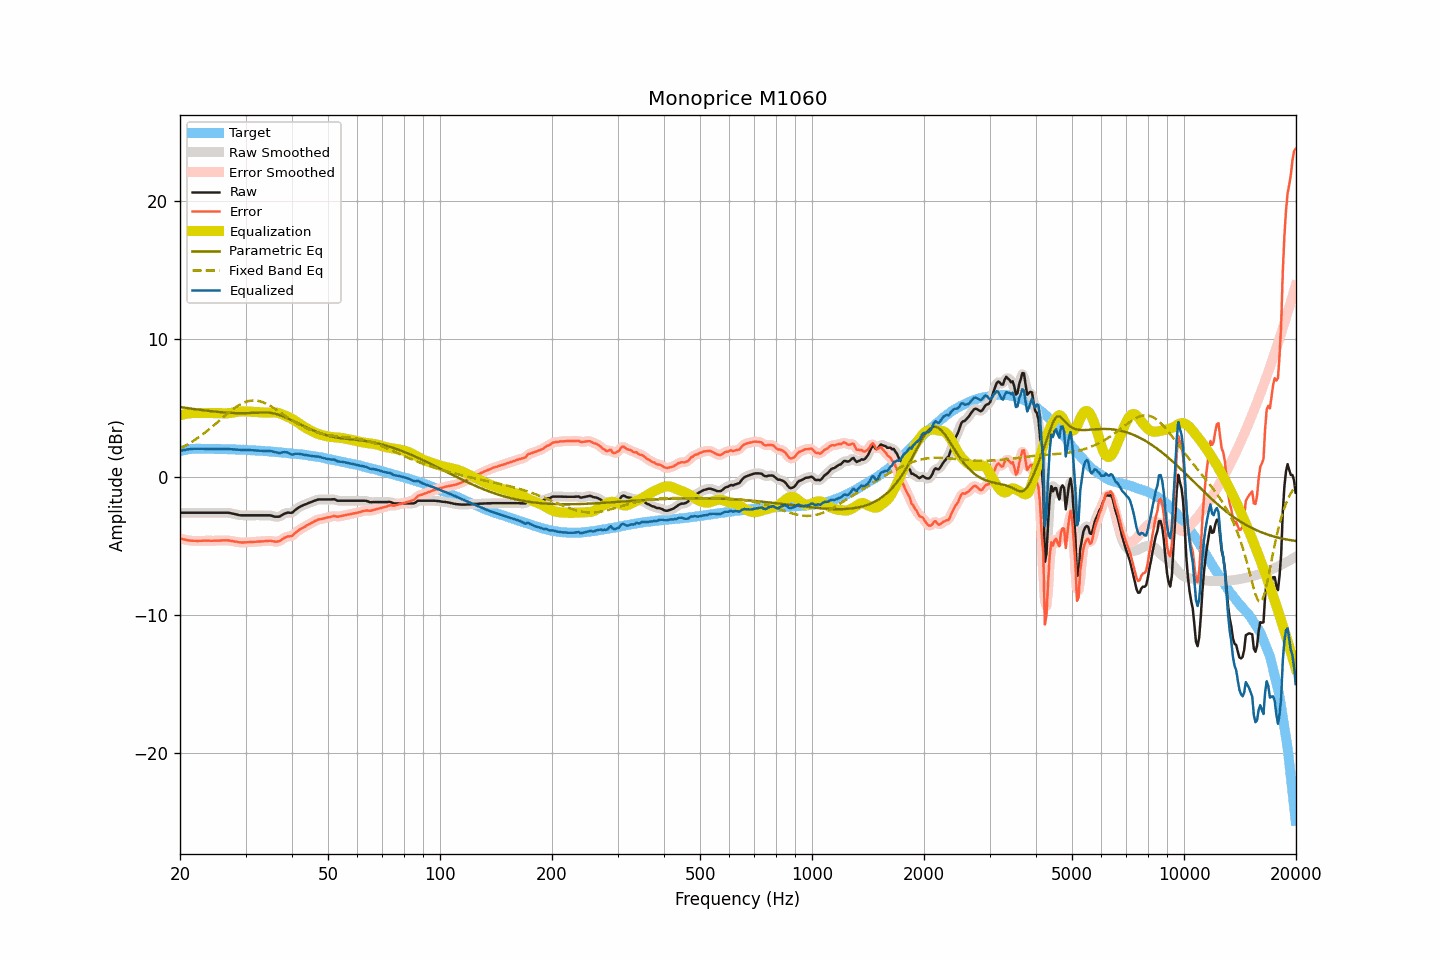 Monoprice M1060
Target
Raw Smoothed
Error Smoothed
Raw
Error
Equalization
Parametric Eq
Fixed Band Eq
Equalized
20
10
0
−10
−20
Amplitude (dBr)
20 50 100 200 500 1000 2000 5000 10000 20000
Frequency (Hz)